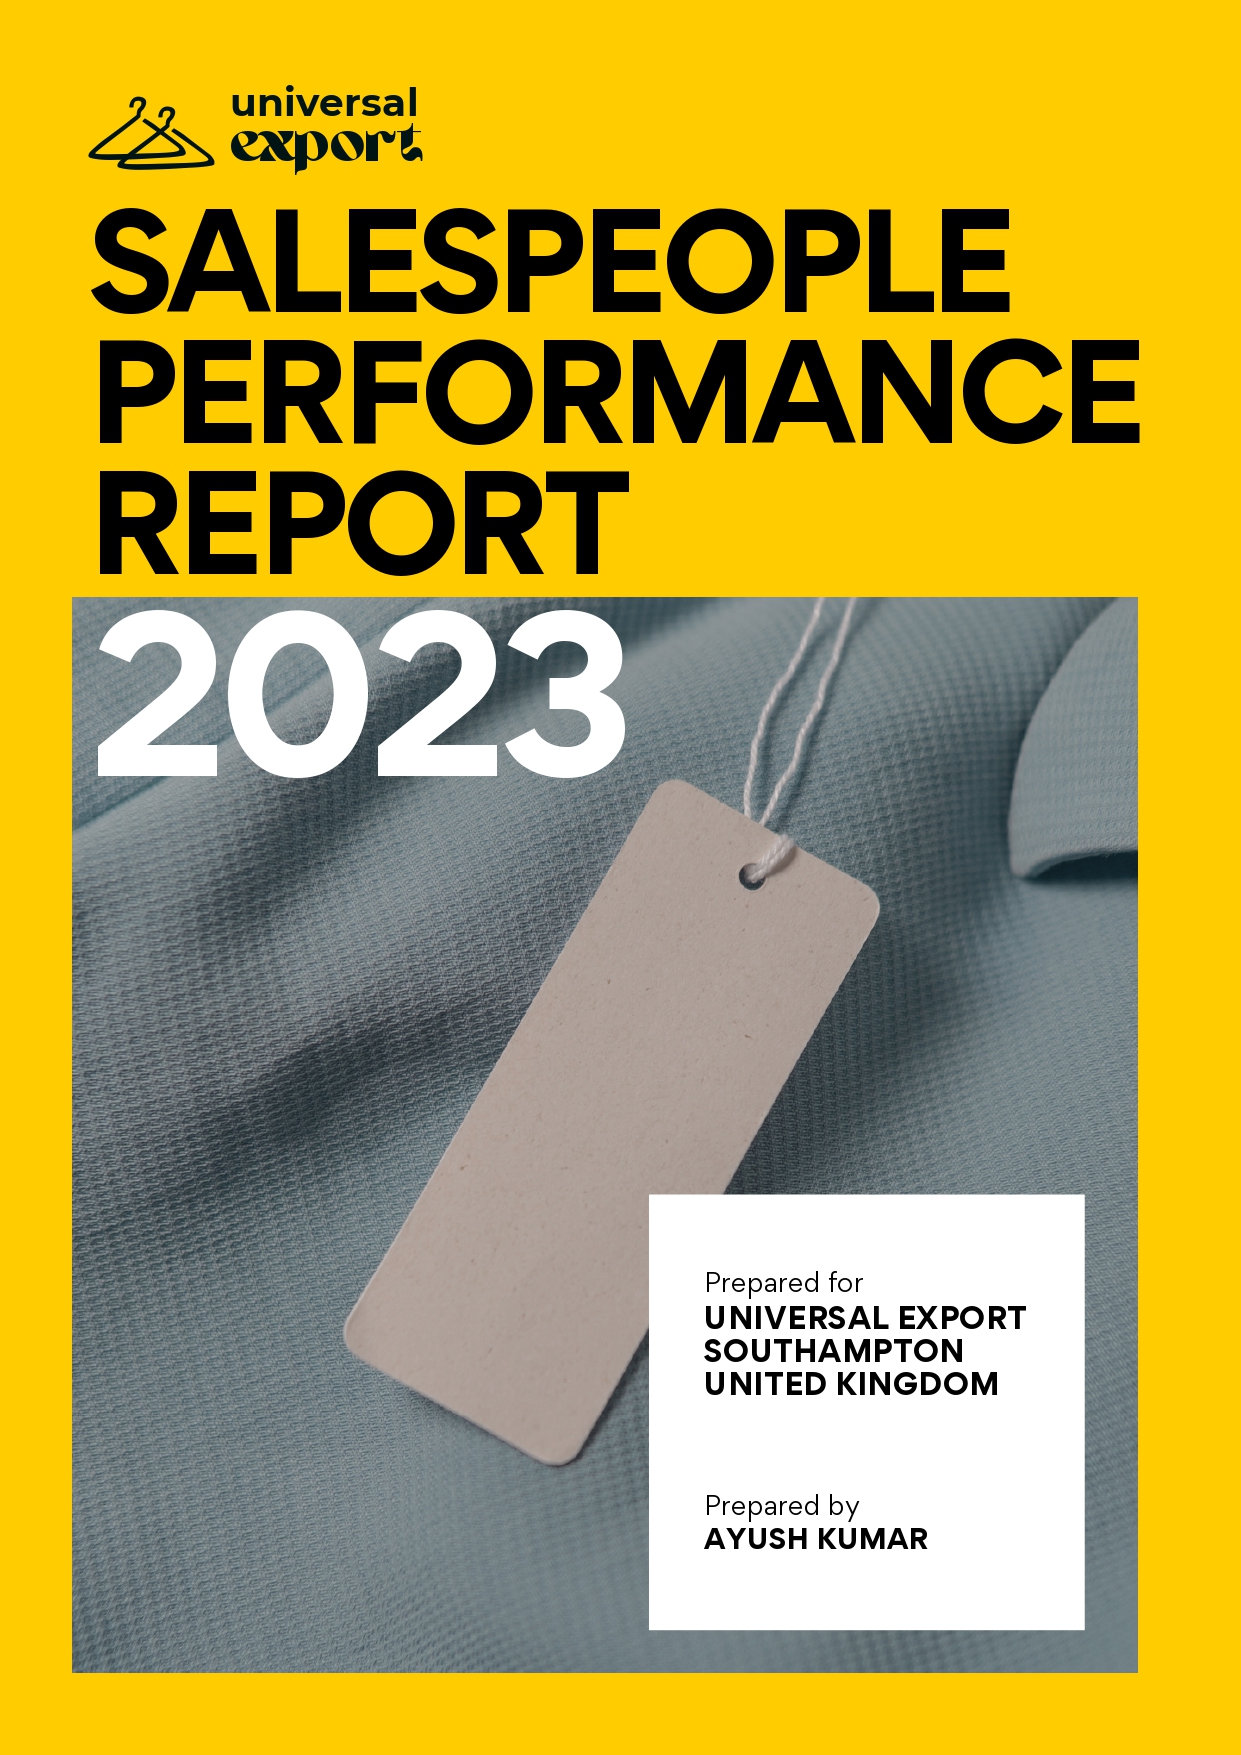 universal
export
SALESPEOPLE
PERFORMANCE
REPORT
2023
Prepared for
UNIVERSAL EXPORT
SOUTHAMPTON
UNITED KINGDOM
Prepared by
AYUSH KUMAR